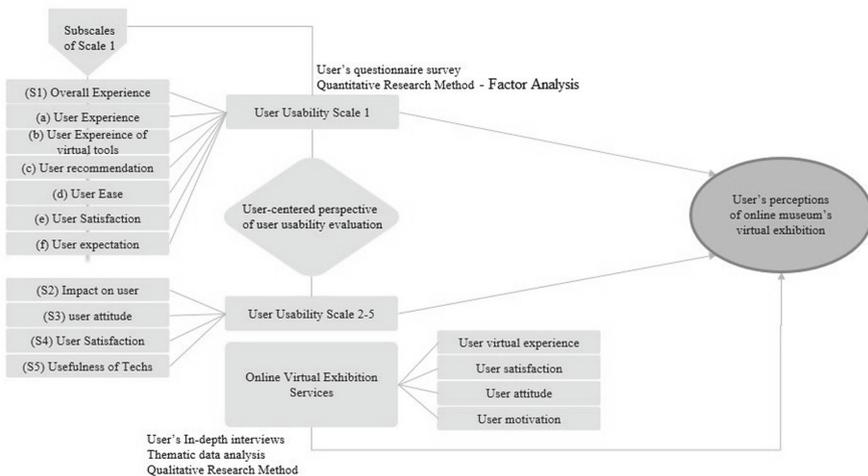 Subscales
of Scale 1
User's questionnaire survey
Quantitative Research Method - Factor Analysis
(S1) Overall Experience
(a) User Experience
(b) User Expereince of
virtual tools
(c) User recommendation
(d) User Ease
(e) User Satisfaction
(f) User expectation
User Usability Scale 1
User-centered perspective
of user usability evaluation
User's perceptions
of online museum's
virtual exhibition
(S2) Impact on user
(S3) user attitude
(S4) User Satisfaction
(S5) Usefulness of Techs
User Usability Scale 2-5
Online Virtual Exhibition
Services
User virtual experience
User satisfaction
User attitude
User motivation
User's In-depth interviews
Thematic data analysis
Qualitative Research Method